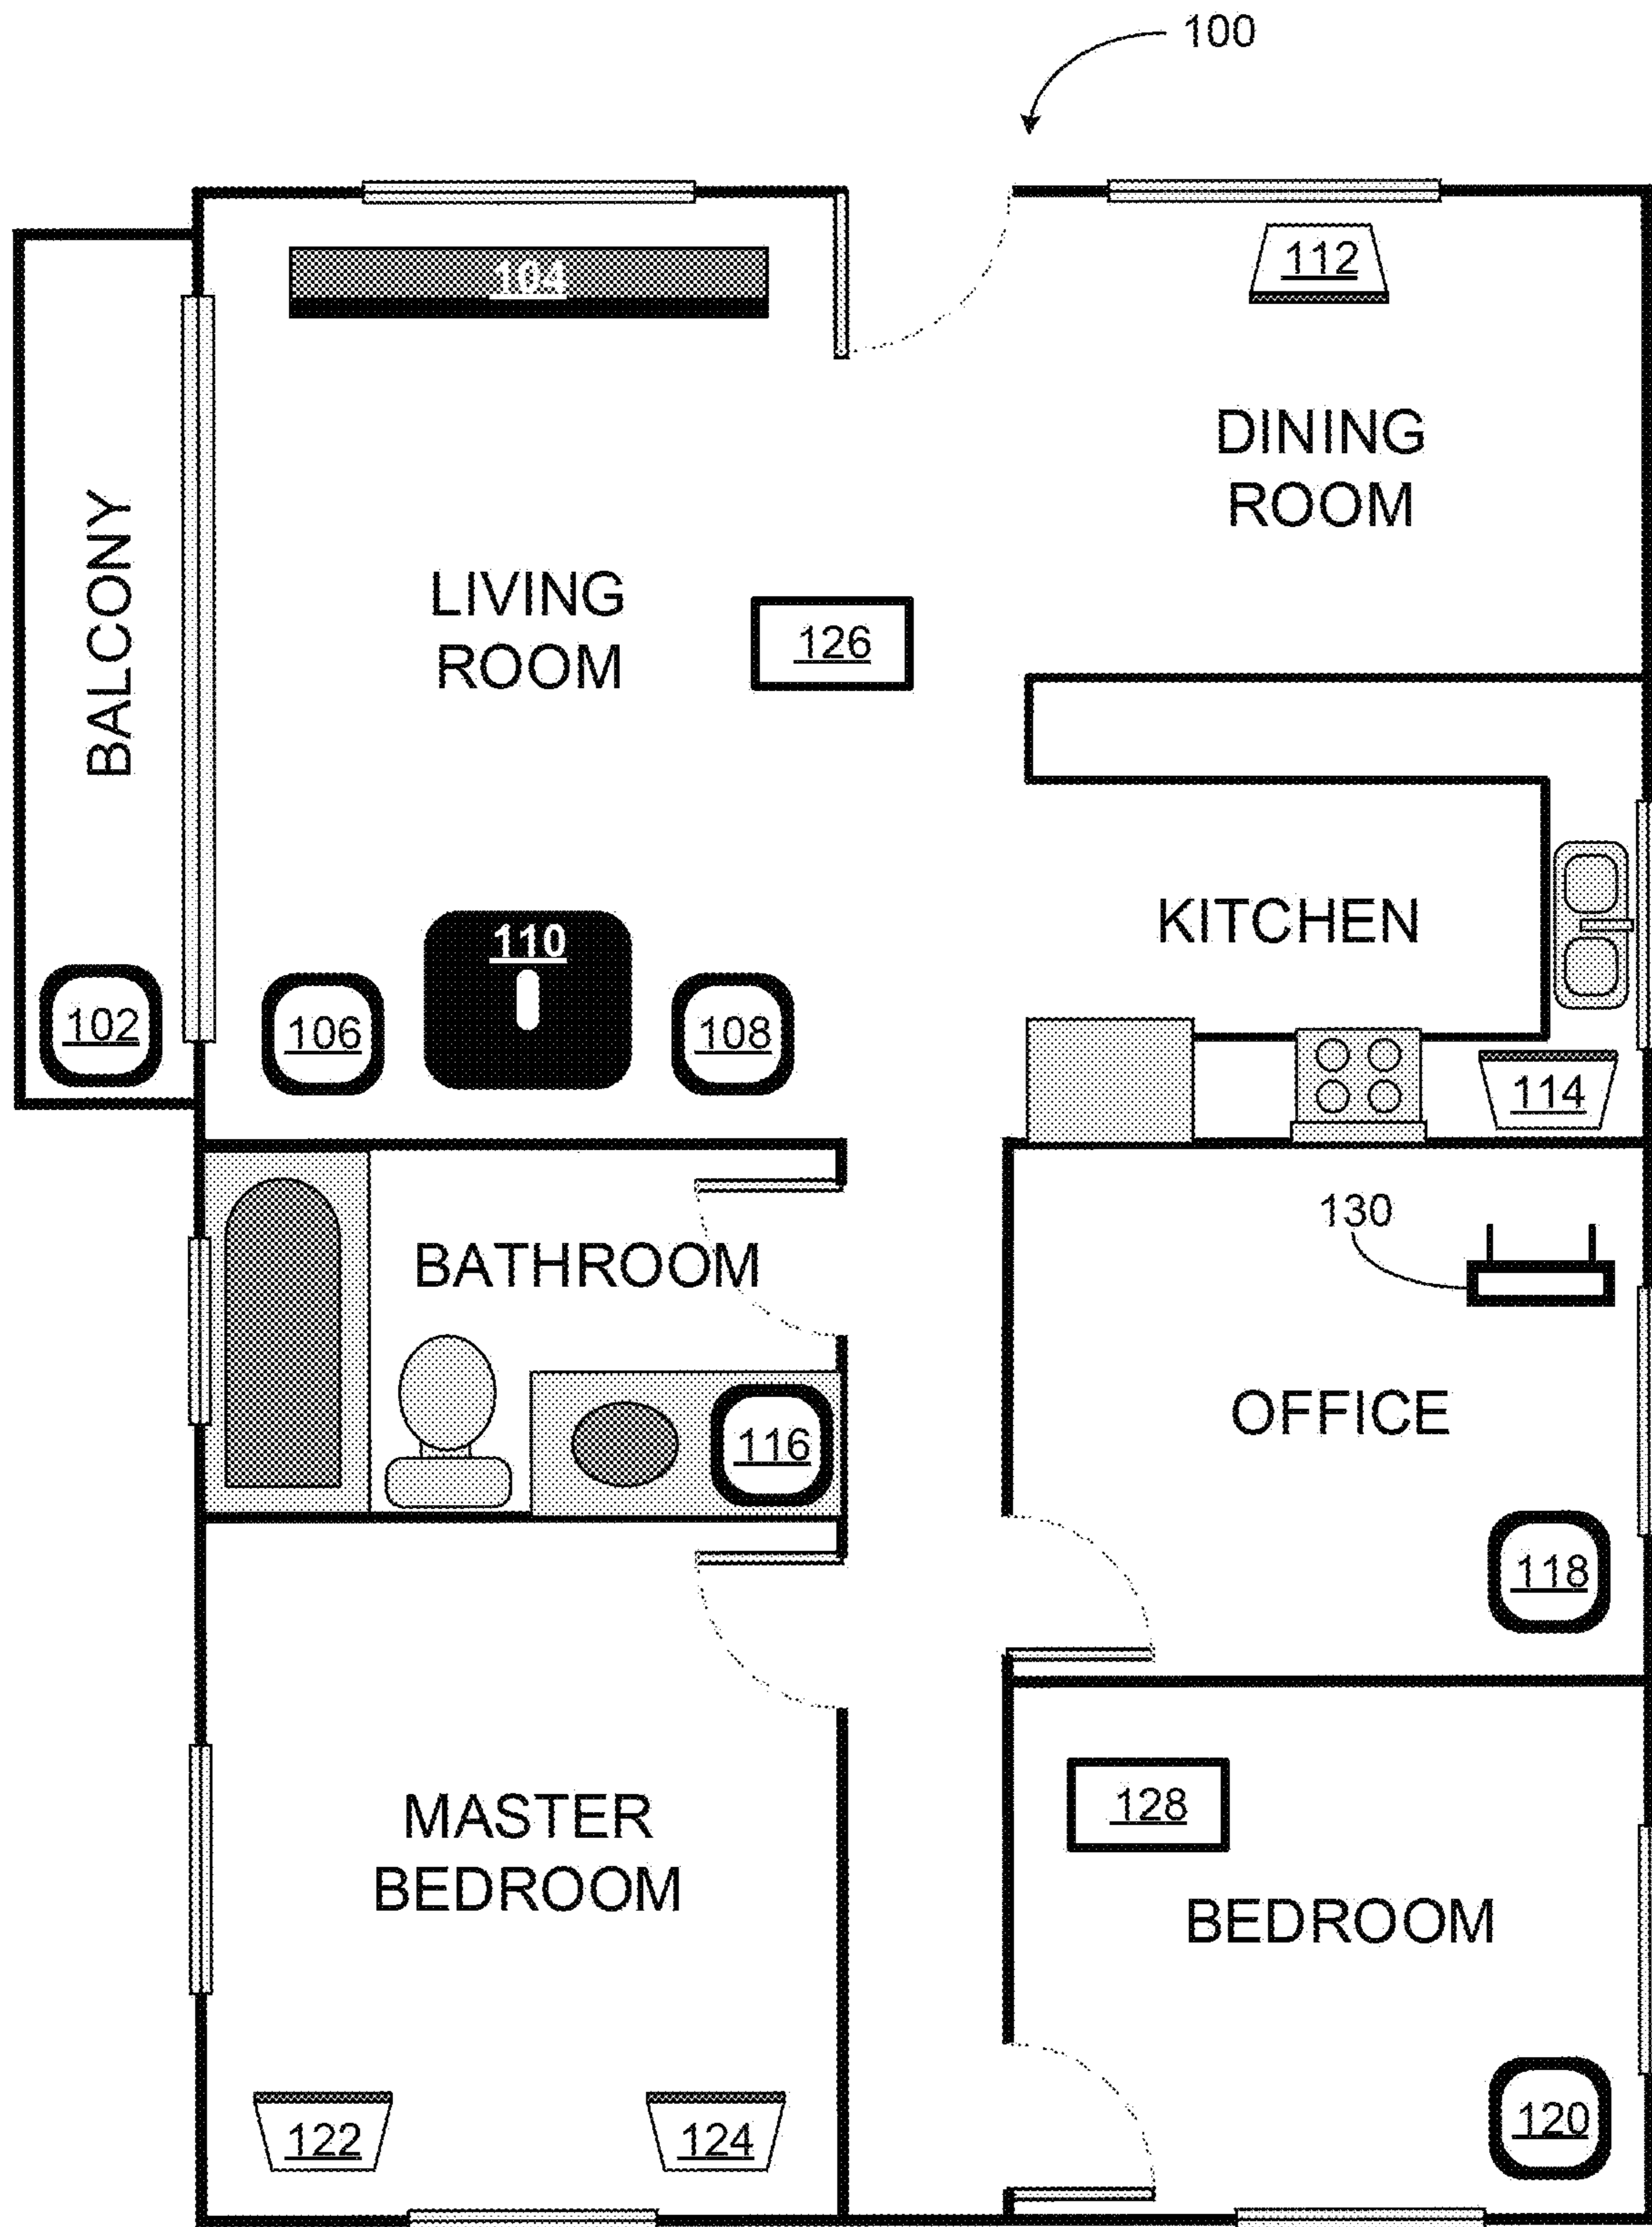 100
104
112
DINING
ROOM
BALCONY
LIVING
ROOM
126
KITCHEN
110
102
106
108
114
130
BATHROOM
OFFICE
116
118
128
MASTER
BEDROOM
BEDROOM
122
124
120